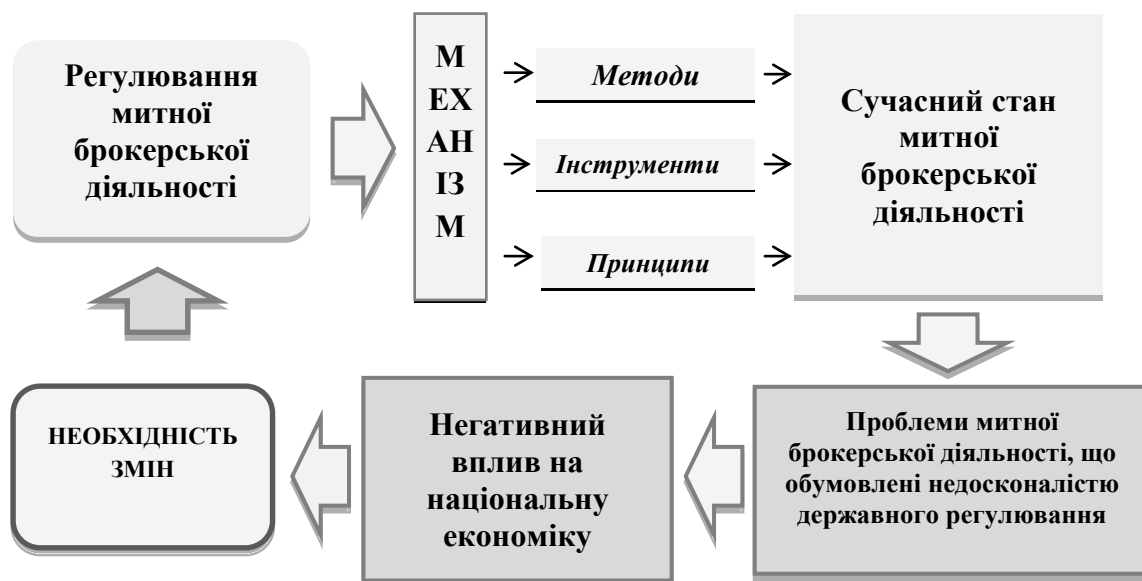 Регулювання
митної
брокерської
діяльності
М
ЕХ
АН
ІЗ
М
Методи
Інструменти
Принципи
Сучасний стан
митної
брокерської
діяльності
Проблеми митної
брокерської діяльності, що
обумовлені недосконалістю
державного регулювання
Негативний
вплив на
національну
економіку
НЕОБХІДНІСТЬ
ЗМІН